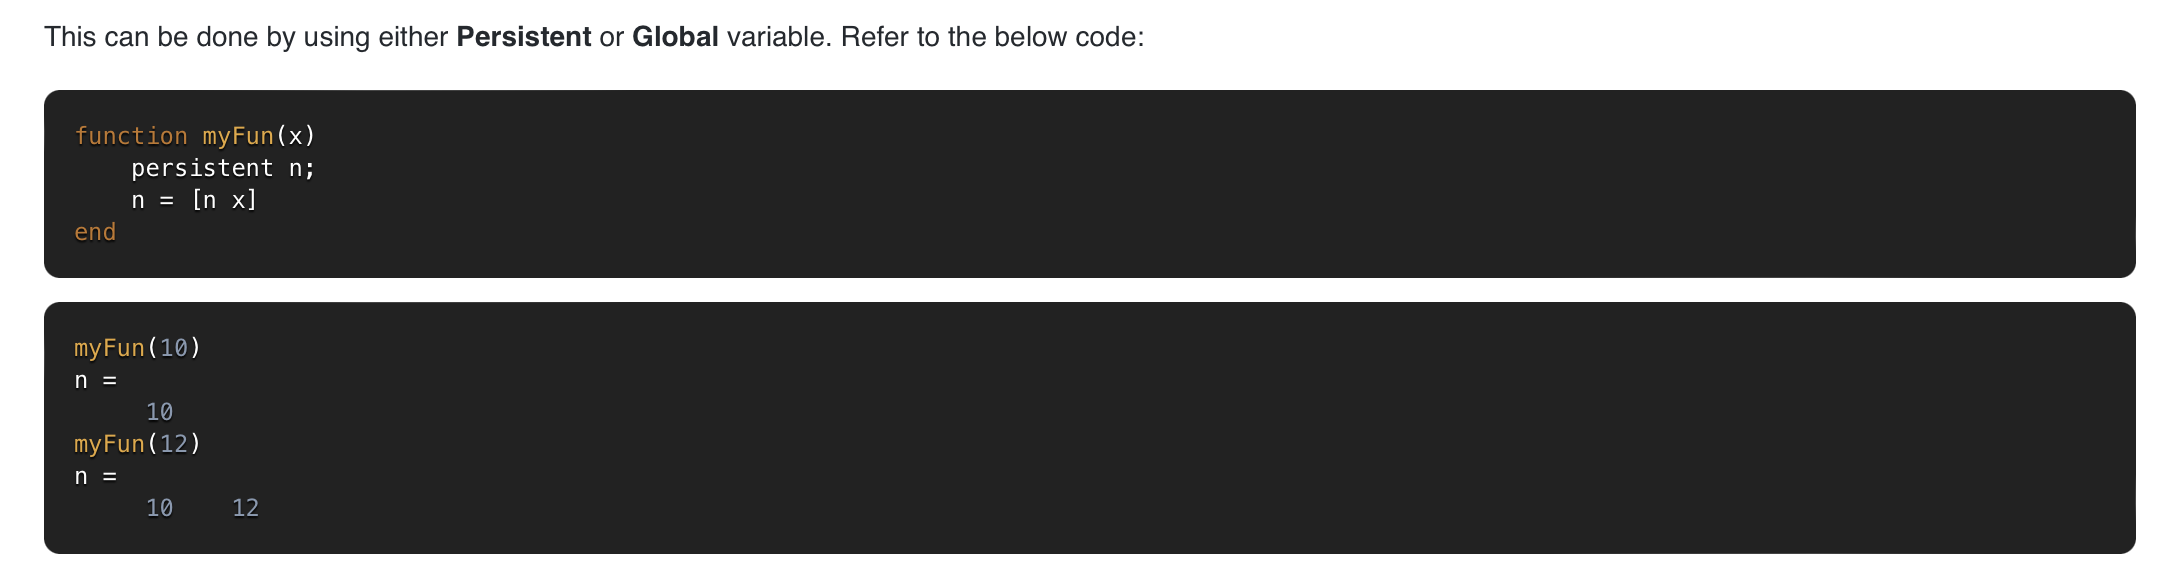 This can be done by using either Persistent or Global variable. Refer to the below code:
function myFun(x)
    persistent n;
    n = [n x]
end
myFun(10)
n =
     10
myFun(12)
n =
     10    12